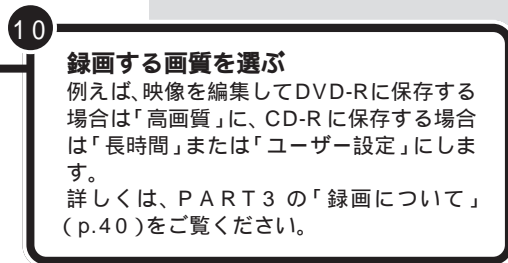 10
録画する画質を選ぶ
例えば、映像を編集してDVD-Rに保存する
場合は「高画質」に、CD-Rに保存する場合
は「長時間」または「ユーザー設定」にしま
す。
詳しくは、PART3の「録画について」
(p.40)をご覧ください。